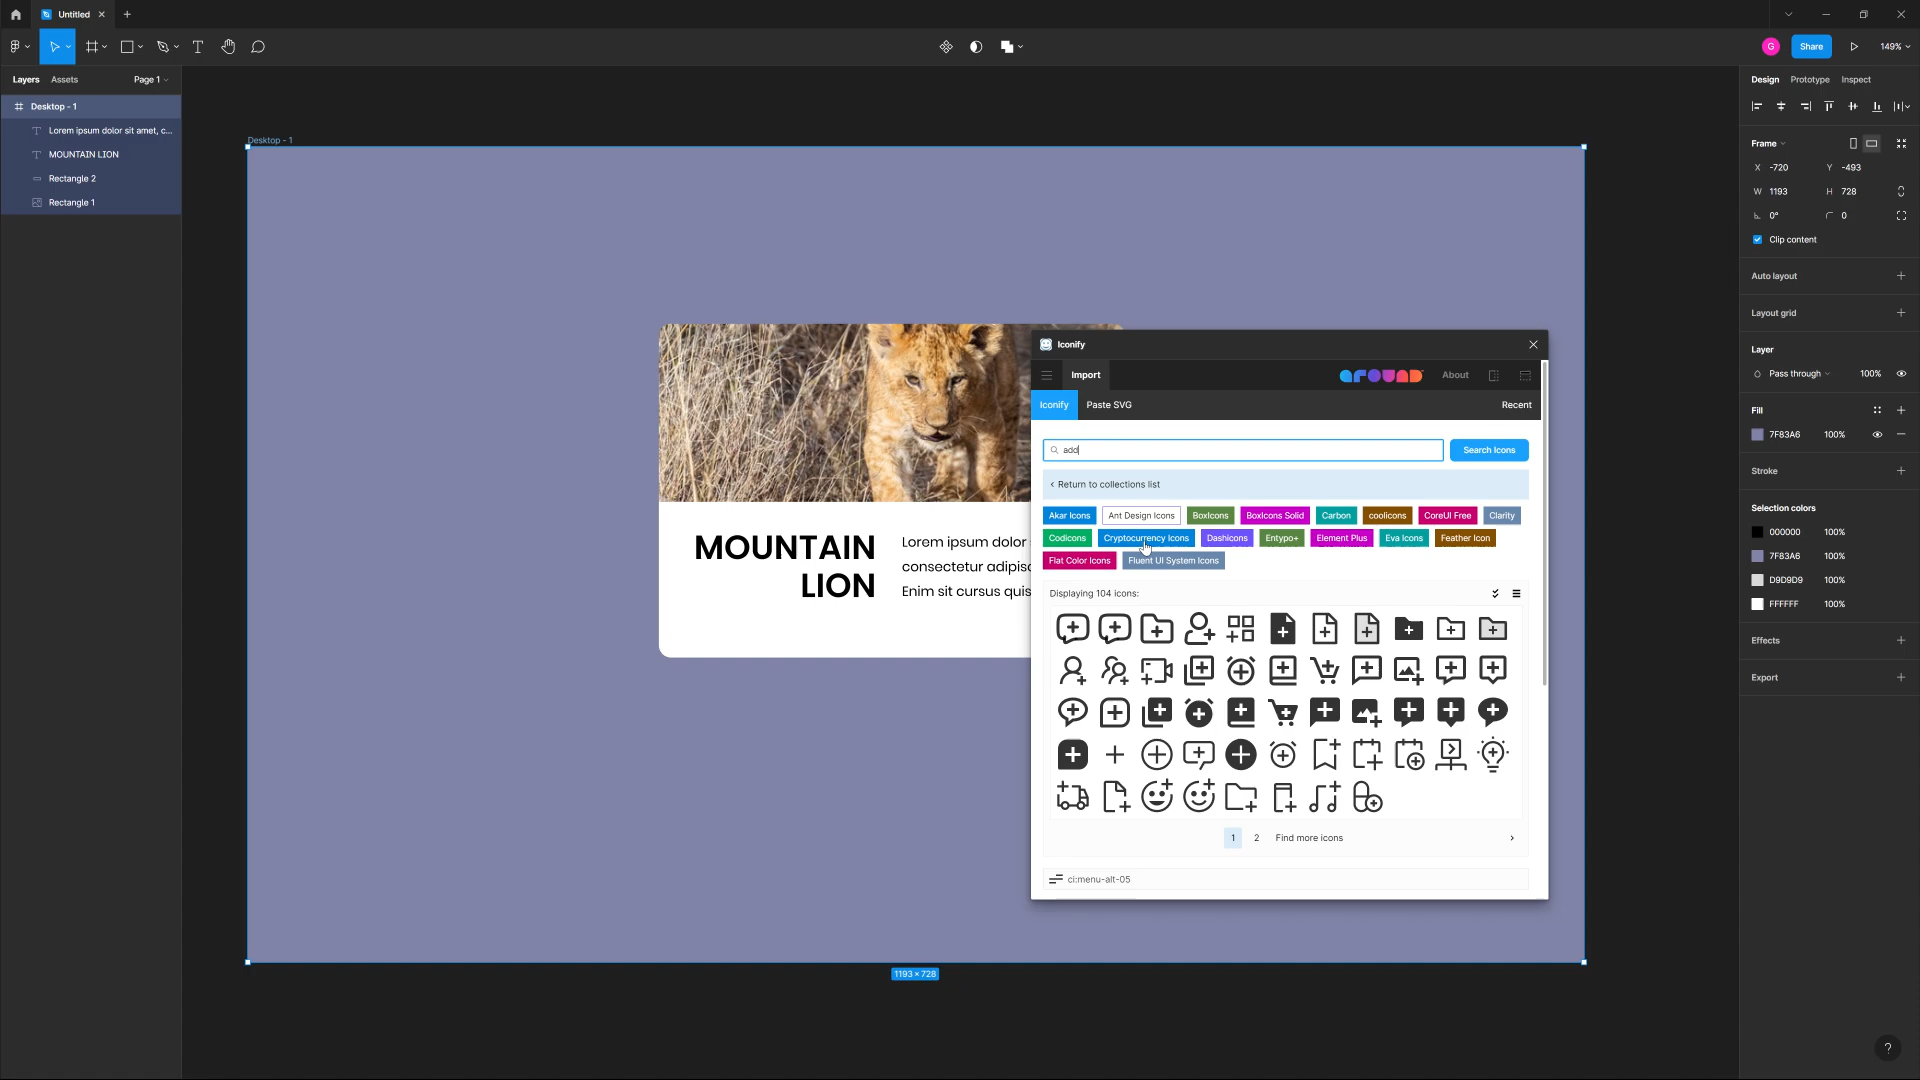 Untitled
G
Share
149%
Layers
Assets
Page 1
Design
Prototype
Inspect
Desktop - 1
Lorem ipsum dolor sit amet, c...
MOUNTAIN LION
Rectangle 2
Rectangle 1
Desktop - 1
MOUNTAIN
LION
Lorem ipsum dolor
consectetur adipisc
Enim sit cursus quis
1193 × 728
Iconify
Import
around
About
Iconify
Paste SVG
Recent
add
Search Icons
< Return to collections list
Akar Icons
Ant Design Icons
BoxIcons
BoxIcons Solid
Carbon
coolicons
CoreUI Free
Clarity
Codicons
Cryptocurrency Icons
Dashicons
Entypo+
Element Plus
Eva Icons
Feather Icon
Flat Color Icons
Fluent UI System Icons
Displaying 104 icons:
1
2
Find more icons
ci:menu-alt-05
Frame
X -720
Y -493
W 1193
H 728
0°
0
Clip content
Auto layout
Layout grid
Layer
Pass through
100%
Fill
7F83A6 100%
Stroke
Selection colors
000000 100%
7F83A6 100%
D9D9D9 100%
FFFFFF 100%
Effects
Export
?